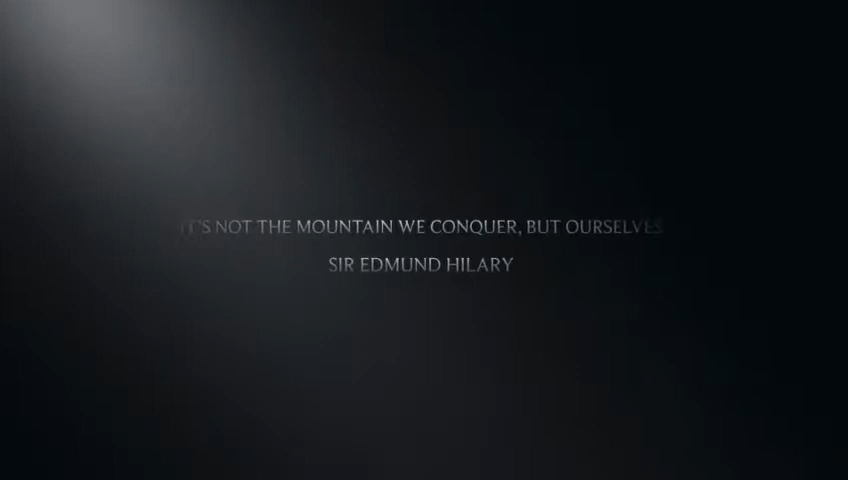 IT'S NOT THE MOUNTAIN WE CONQUER, BUT OURSELVES
SIR EDMUND HILARY